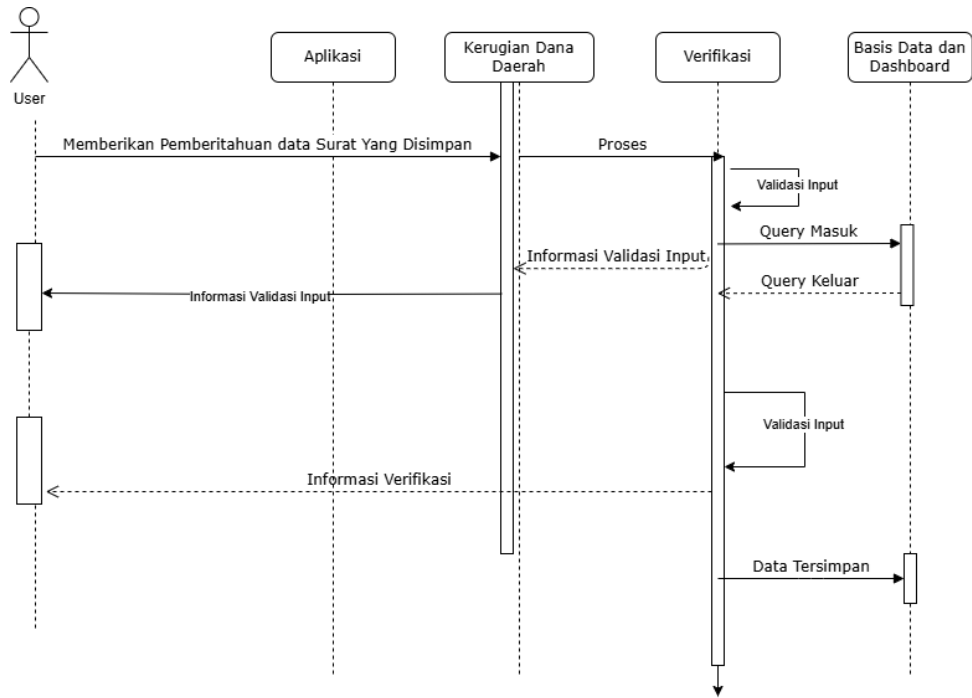 User
Aplikasi
Kerugian Dana
Daerah
Verifikasi
Basis Data dan
Dashboard
Memberikan Pemberitahuan data Surat Yang Disimpan
Proses
Validasi Input
Query Masuk
Informasi Validasi Input
Query Keluar
Informasi Validasi Input
Validasi Input
Informasi Verifikasi
Data Tersimpan